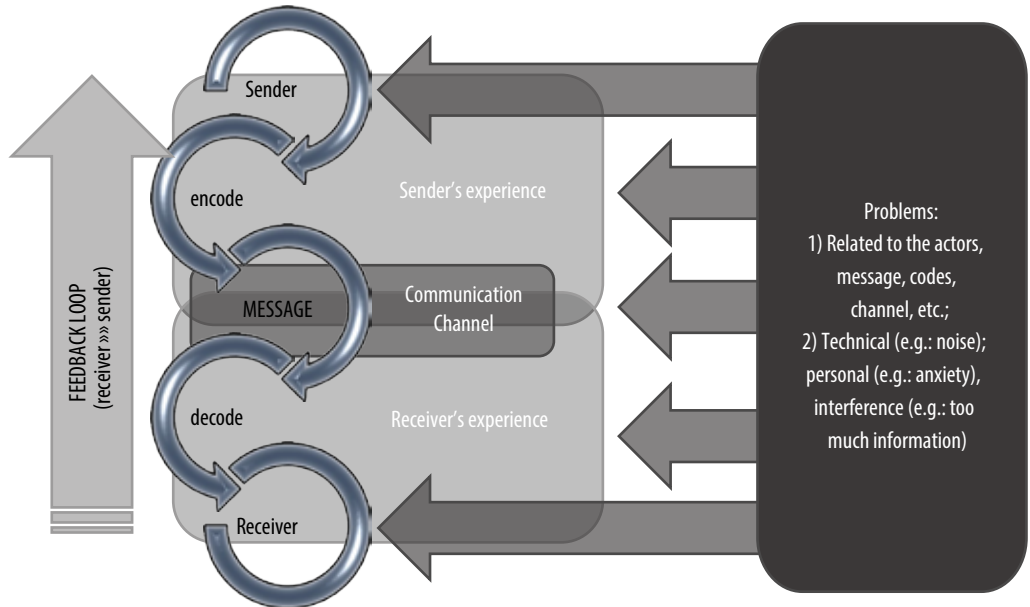 Sender
encode
Sender's experience
MESSAGE
Communication
Channel
decode
Receiver's experience
Receiver
FEEDBACK LOOP
(receiver »» sender)
Problems:
1) Related to the actors,
message, codes,
channel, etc.;
2) Technical (e.g.: noise);
personal (e.g.: anxiety),
interference (e.g.: too
much information)